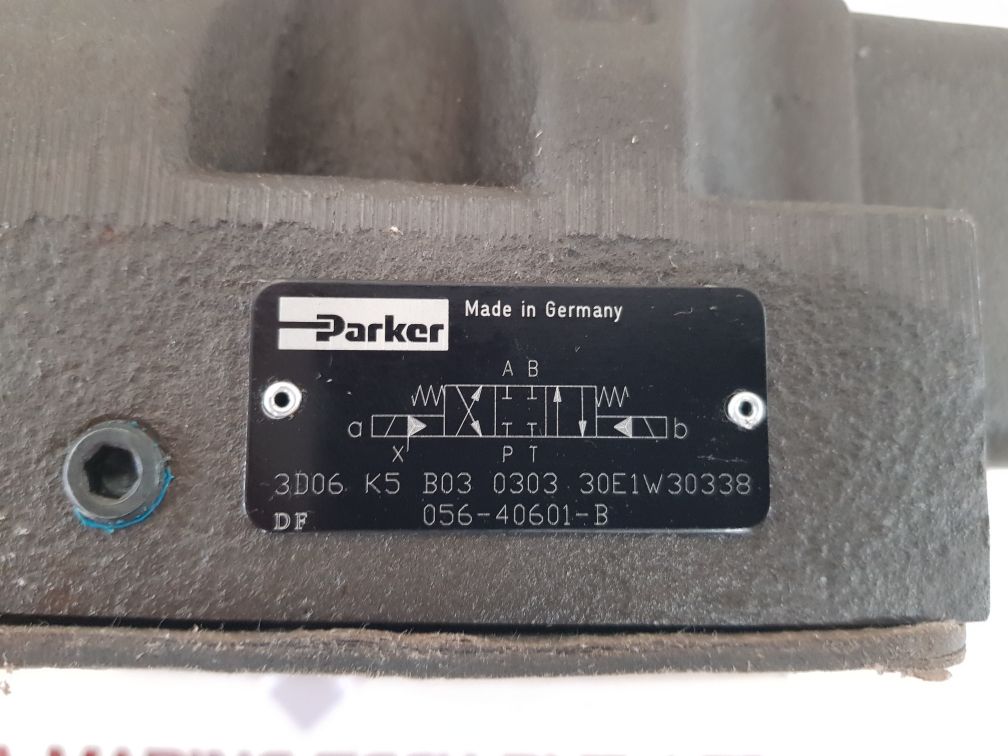 Parker
Made in Germany
A B
a b
X P T
3D06 K5 B03 0303 30E1W30338
DF 056-40601-B